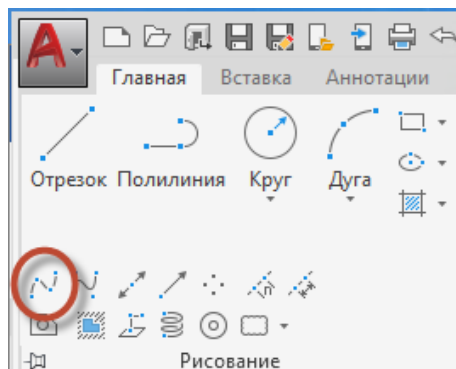 Главная Вставка Аннотации
Отрезок Полилиния Круг Дуга
Рисование